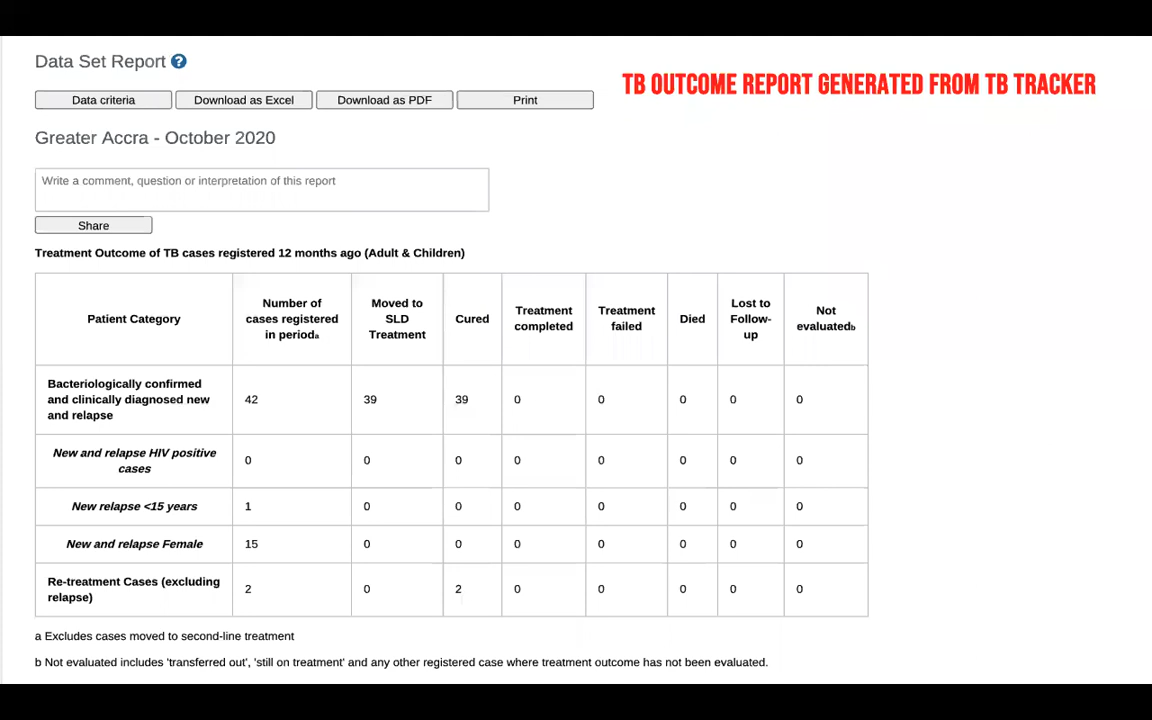 Data Set Report ?
TB OUTCOME REPORT GENERATED FROM TB TRACKER
Data criteria Download as Excel Download as PDF Print
Greater Accra - October 2020
Write a comment, question or interpretation of this report
Share
Treatment Outcome of TB cases registered 12 months ago (Adult & Children)
Patient Category
Number of
cases registered
in perioda
Moved to
SLD
Treatment
Cured
Treatment
completed
Treatment
failed
Died
Lost to
Follow-
up
Not
evaluatedb
Bacteriologically confirmed
and clinically diagnosed new
and relapse
42 39 39 0 0 0 0 0
New and relapse HIV positive
cases
0 0 0 0 0 0 0 0
New relapse <15 years
1 0 0 0 0 0 0 0
New and relapse Female
15 0 0 0 0 0 0 0
Re-treatment Cases (excluding
relapse)
2 0 2 0 0 0 0 0
a Excludes cases moved to second-line treatment
b Not evaluated includes 'transferred out', 'still on treatment' and any other registered case where treatment outcome has not been evaluated.